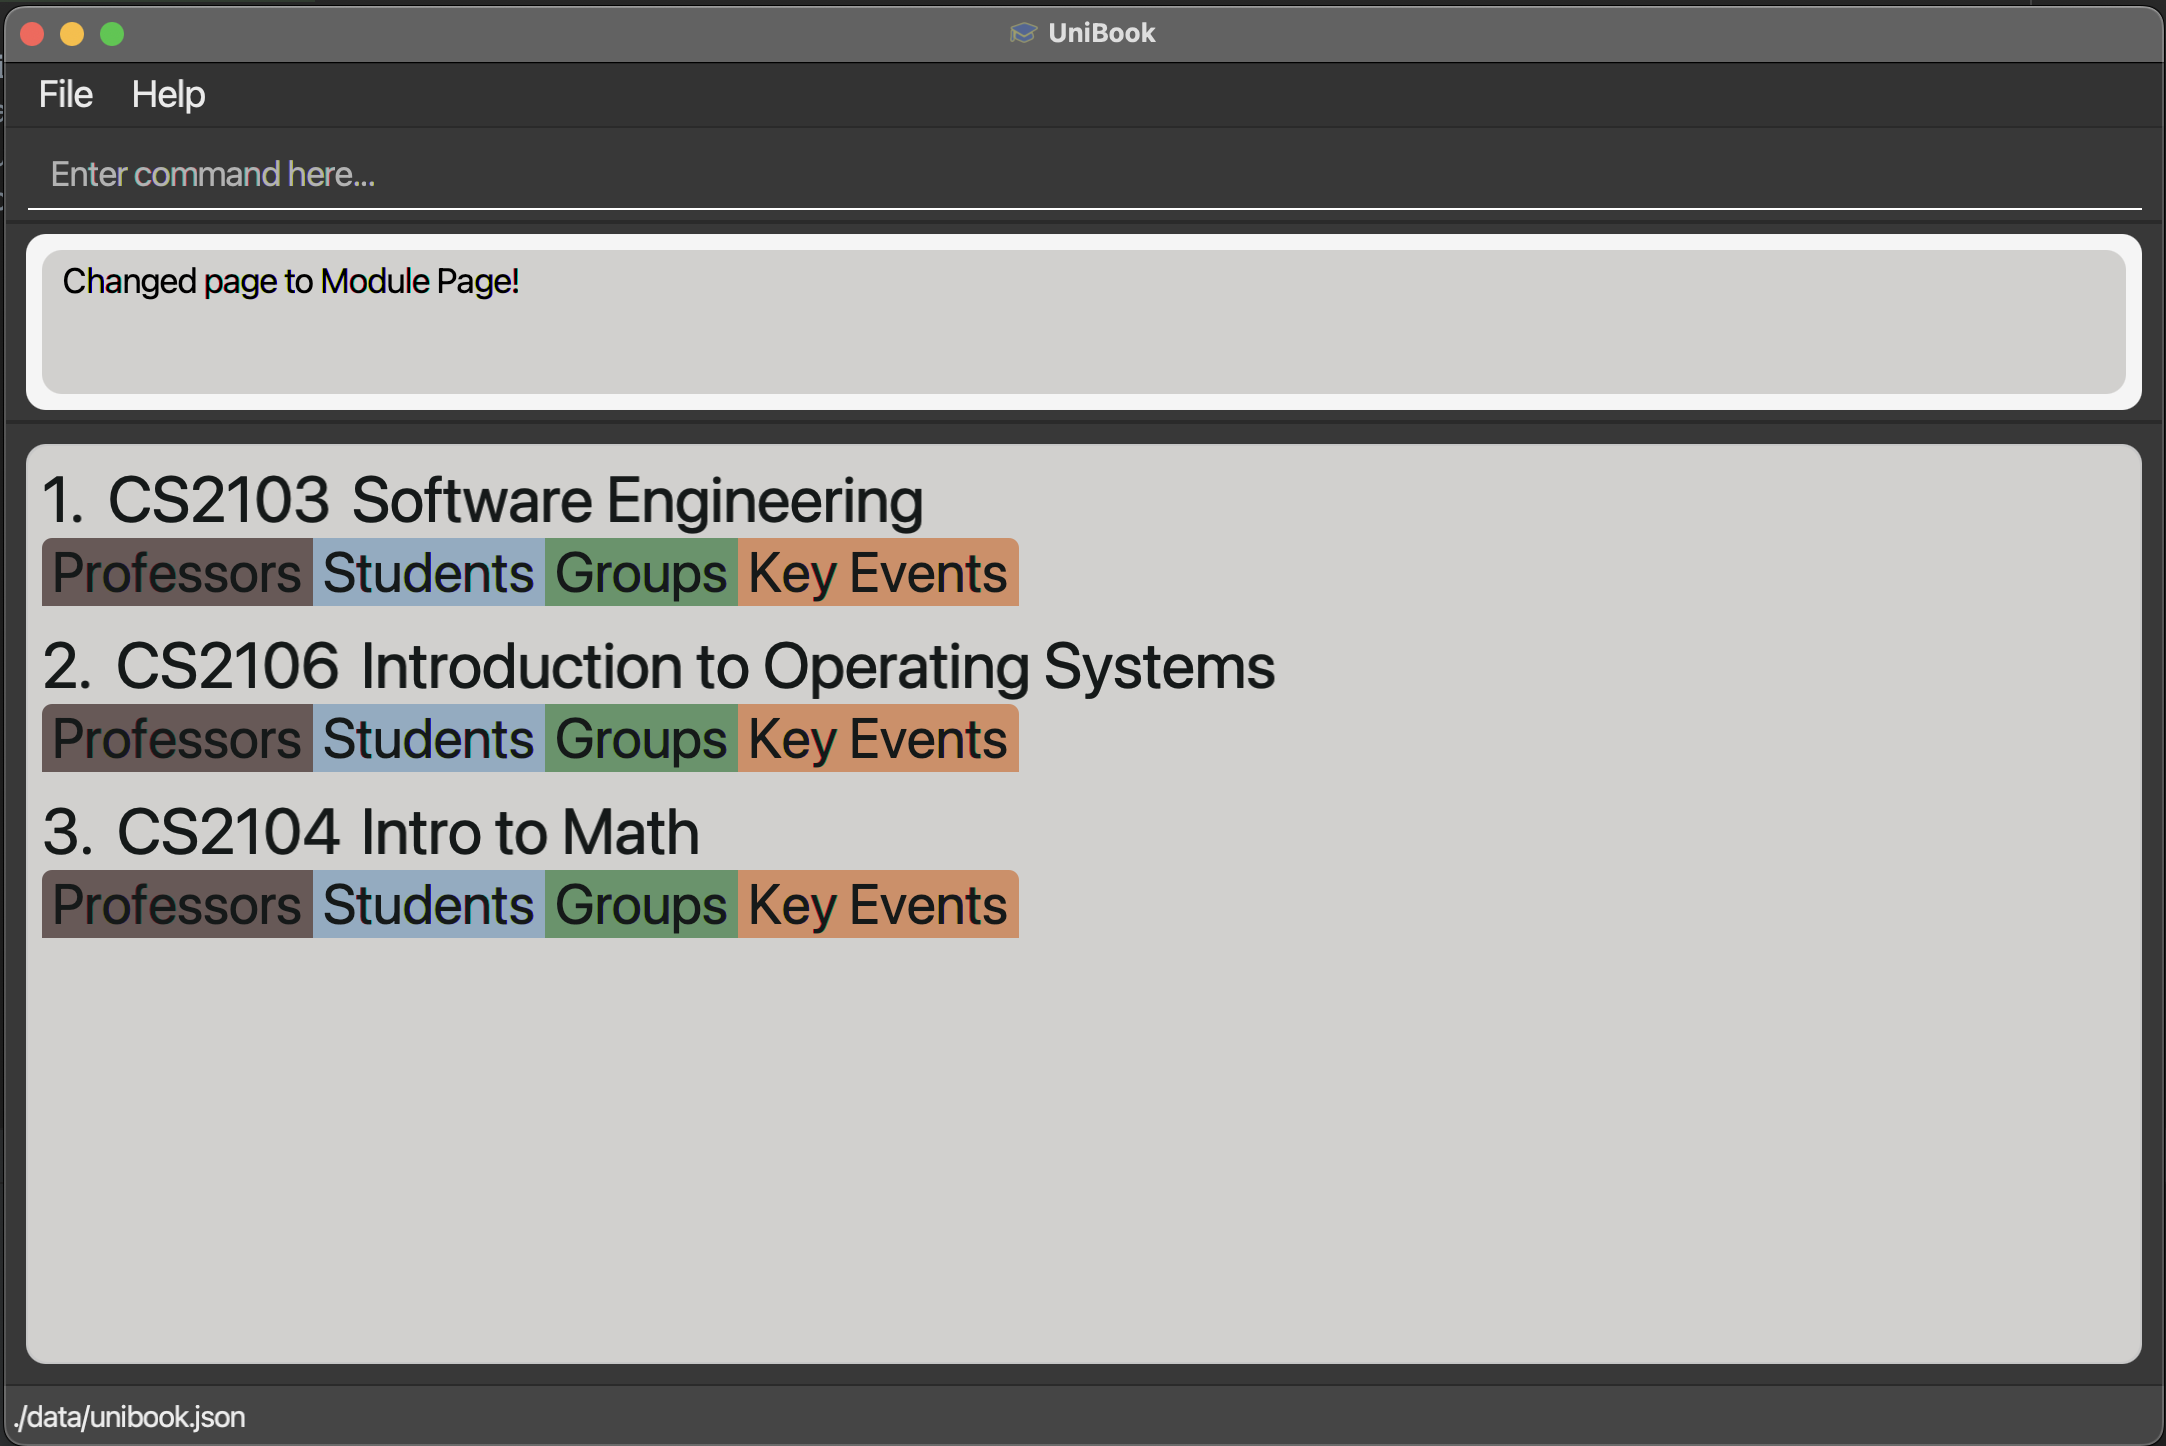 UniBook
File Help
Enter command here...
Changed page to Module Page!
1. CS2103 Software Engineering
Professors Students Groups Key Events
2. CS2106 Introduction to Operating Systems
Professors Students Groups Key Events
3. CS2104 Intro to Math
Professors Students Groups Key Events
./data/unibook.json